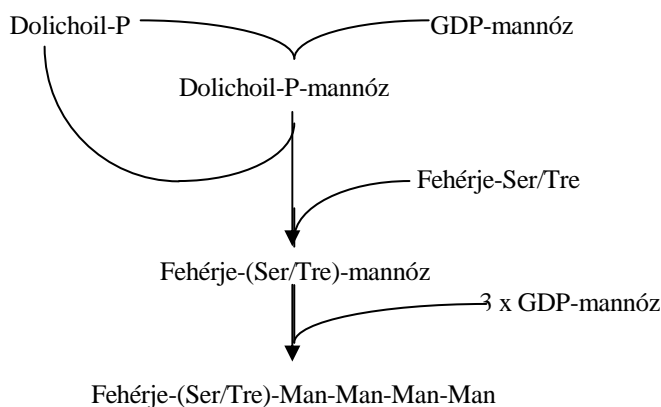 Dolichoil-P GDP-mannóz
Dolichoil-P-mannóz
Fehérje-Ser/Tre
Fehérje-(Ser/Tre)-mannóz
3 x GDP-mannóz
Fehérje-(Ser/Tre)-Man-Man-Man-Man